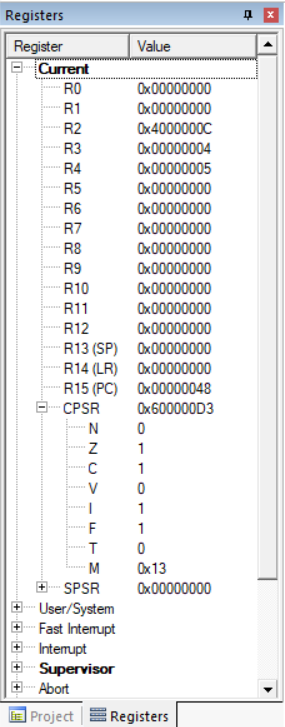 Registers
Register Value
Current
R0 0x00000000
R1 0x00000000
R2 0x4000000C
R3 0x00000004
R4 0x00000005
R5 0x00000000
R6 0x00000000
R7 0x00000000
R8 0x00000000
R9 0x00000000
R10 0x00000000
R11 0x00000000
R12 0x00000000
R13 (SP) 0x00000000
R14 (LR) 0x00000000
R15 (PC) 0x00000048
CPSR 0x600000D3
N 0
Z 1
C 1
V 0
I 1
F 1
T 0
M 0x13
SPSR 0x00000000
User/System
Fast Interrupt
Interrupt
Supervisor
Abort
Project Registers